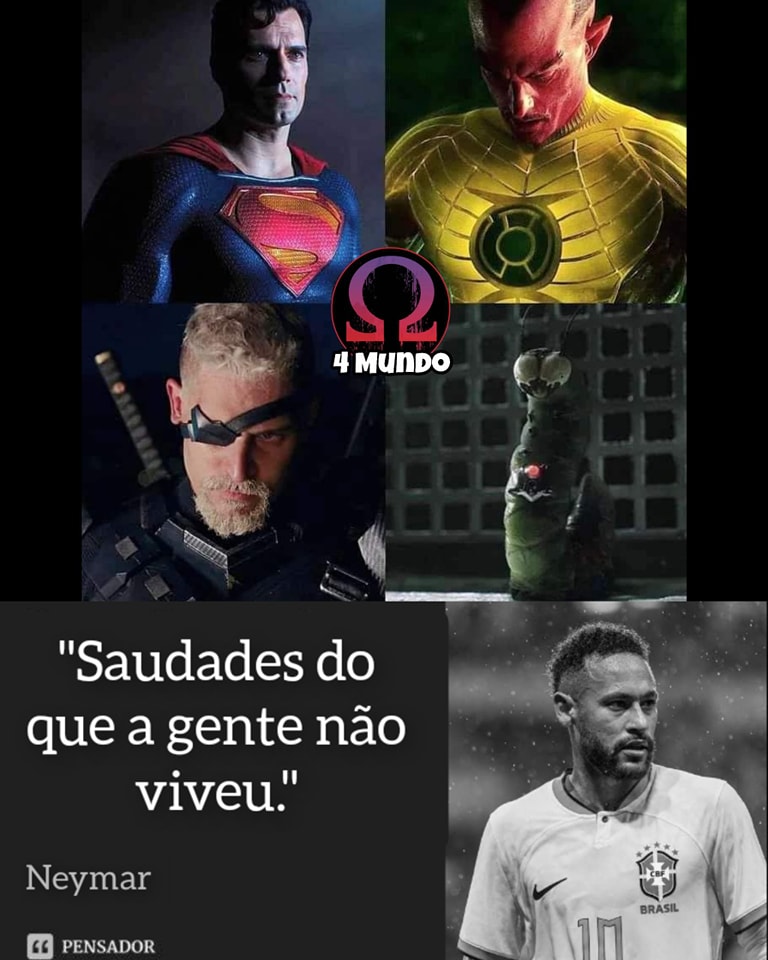 4 MUNDO
"Saudades do
que a gente não
viveu."
Neymar
PENSADOR
CBF
BRASIL
10